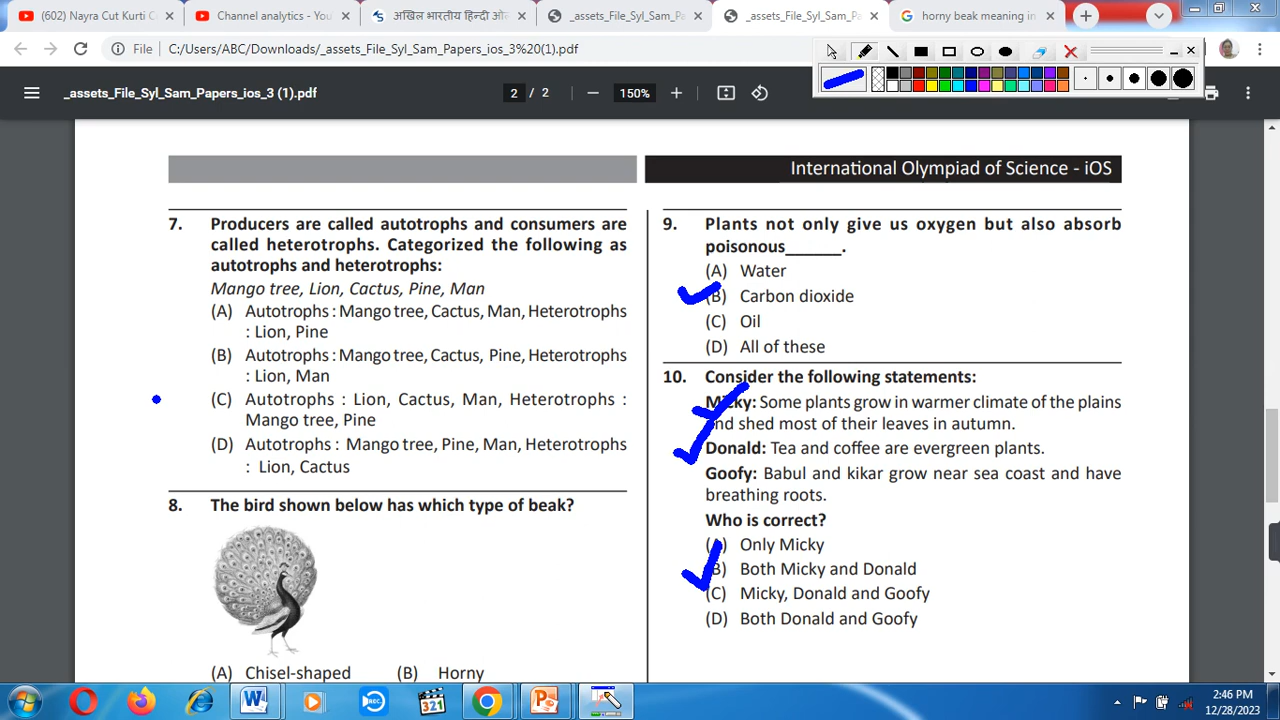 (602) Nayra Cut Kurti C
Channel analytics - You
अखिल भारतीय हिन्दी
_assets_File_Syl_Sam_P
_assets_File_Syl_Sam_P
horny beak meaning in
File
C:/Users/ABC/Downloads/_assets_File_Syl_Sam_Papers_ios_3%20(1).pdf
_assets_File_Syl_Sam_Papers_ios_3 (1).pdf
2 / 2
150%
International Olympiad of Science - iOS
7. Producers are called autotrophs and consumers are
called heterotrophs. Categorized the following as
autotrophs and heterotrophs:
Mango tree, Lion, Cactus, Pine, Man
(A) Autotrophs : Mango tree, Cactus, Man, Heterotrophs
: Lion, Pine
(B) Autotrophs : Mango tree, Cactus, Pine, Heterotrophs
: Lion, Man
(C) Autotrophs : Lion, Cactus, Man, Heterotrophs :
Mango tree, Pine
(D) Autotrophs : Mango tree, Pine, Man, Heterotrophs
: Lion, Cactus
8. The bird shown below has which type of beak?
(A) Chisel-shaped (B) Horny
9. Plants not only give us oxygen but also absorb
poisonous______.
(A) Water
(B) Carbon dioxide
(C) Oil
(D) All of these
10. Consider the following statements:
Micky: Some plants grow in warmer climate of the plains
and shed most of their leaves in autumn.
Donald: Tea and coffee are evergreen plants.
Goofy: Babul and kikar grow near sea coast and have
breathing roots.
Who is correct?
(A) Only Micky
(B) Both Micky and Donald
(C) Micky, Donald and Goofy
(D) Both Donald and Goofy
REC
321
2:46 PM
12/28/2023